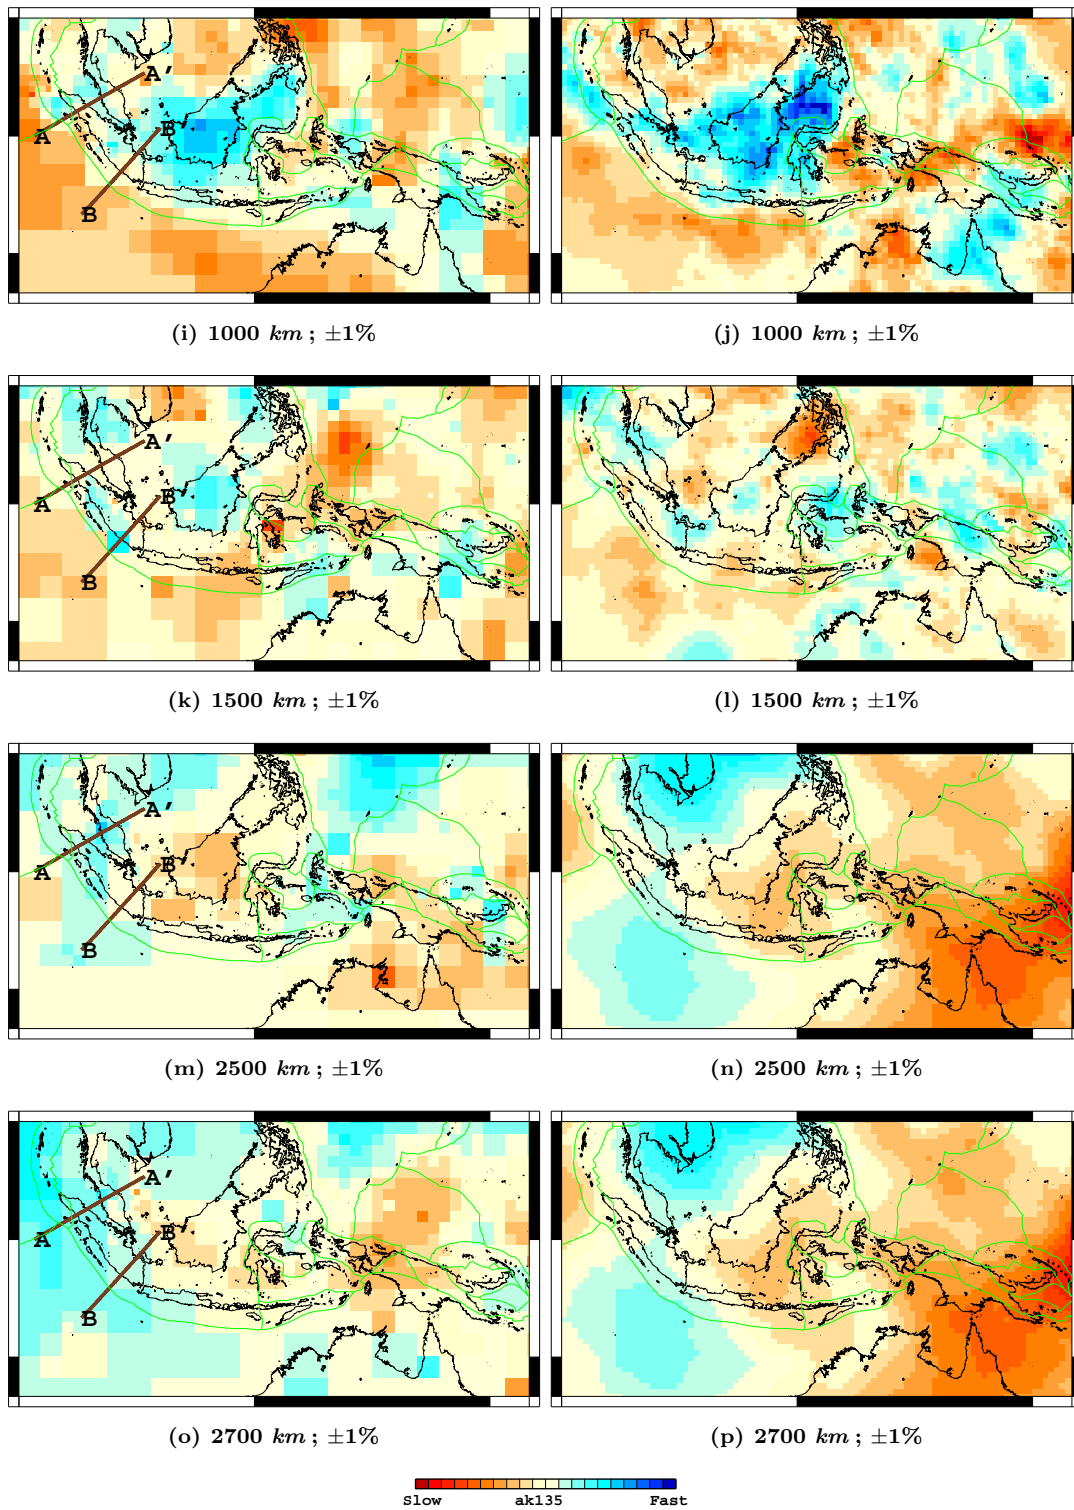 A A' B B'
(i) 1000 km ; ±1% (j) 1000 km ; ±1%
A A' B B'
(k) 1500 km ; ±1% (l) 1500 km ; ±1%
A A' B B'
(m) 2500 km ; ±1% (n) 2500 km ; ±1%
A A' B B'
(o) 2700 km ; ±1% (p) 2700 km ; ±1%
Slow ak135 Fast